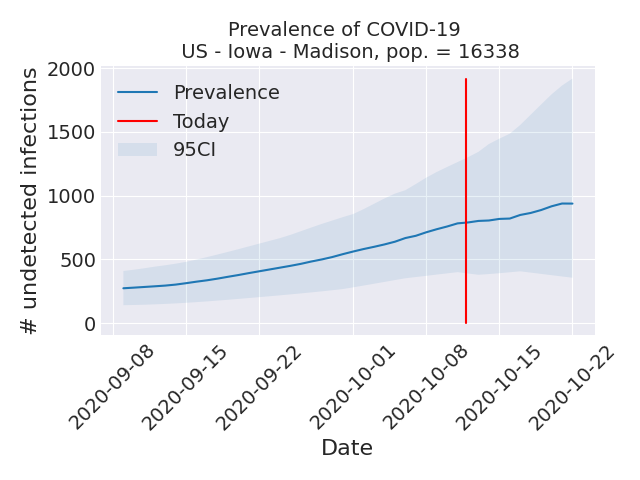 Prevalence of COVID-19
US - Iowa - Madison, pop. = 16338
# undetected infections
2000
1500
1000
500
0
Prevalence
Today
95CI
2020-09-08
2020-09-15
2020-09-22
2020-10-01
2020-10-08
2020-10-15
2020-10-22
Date